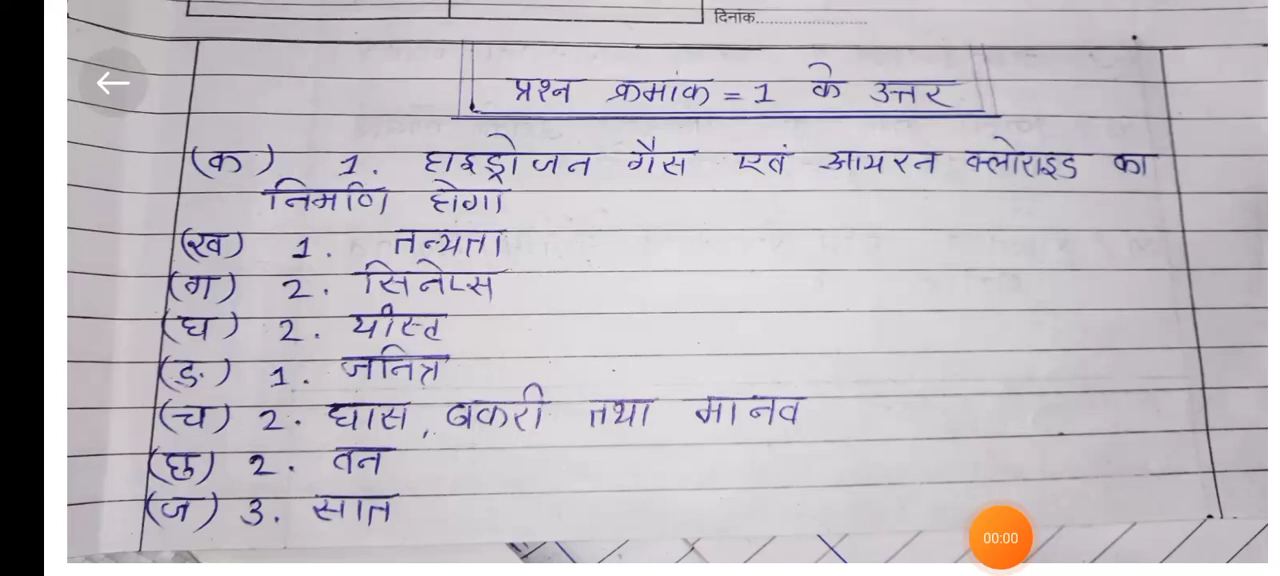 दिनांक....................
प्रश्न क्रमांक = 1 के उत्तर
(क) 1. हाइड्रोजन गैस एवं आयरन क्लोराइड का
निर्माण होगा
(ख) 1. तन्यता
(ग) 2. सिनेप्स
(घ) 2. यीस्ट
(ङ) 1. जनित्र
(च) 2. घास, बकरी तथा मानव
(छ) 2. वन
(ज) 3. सात
00:00